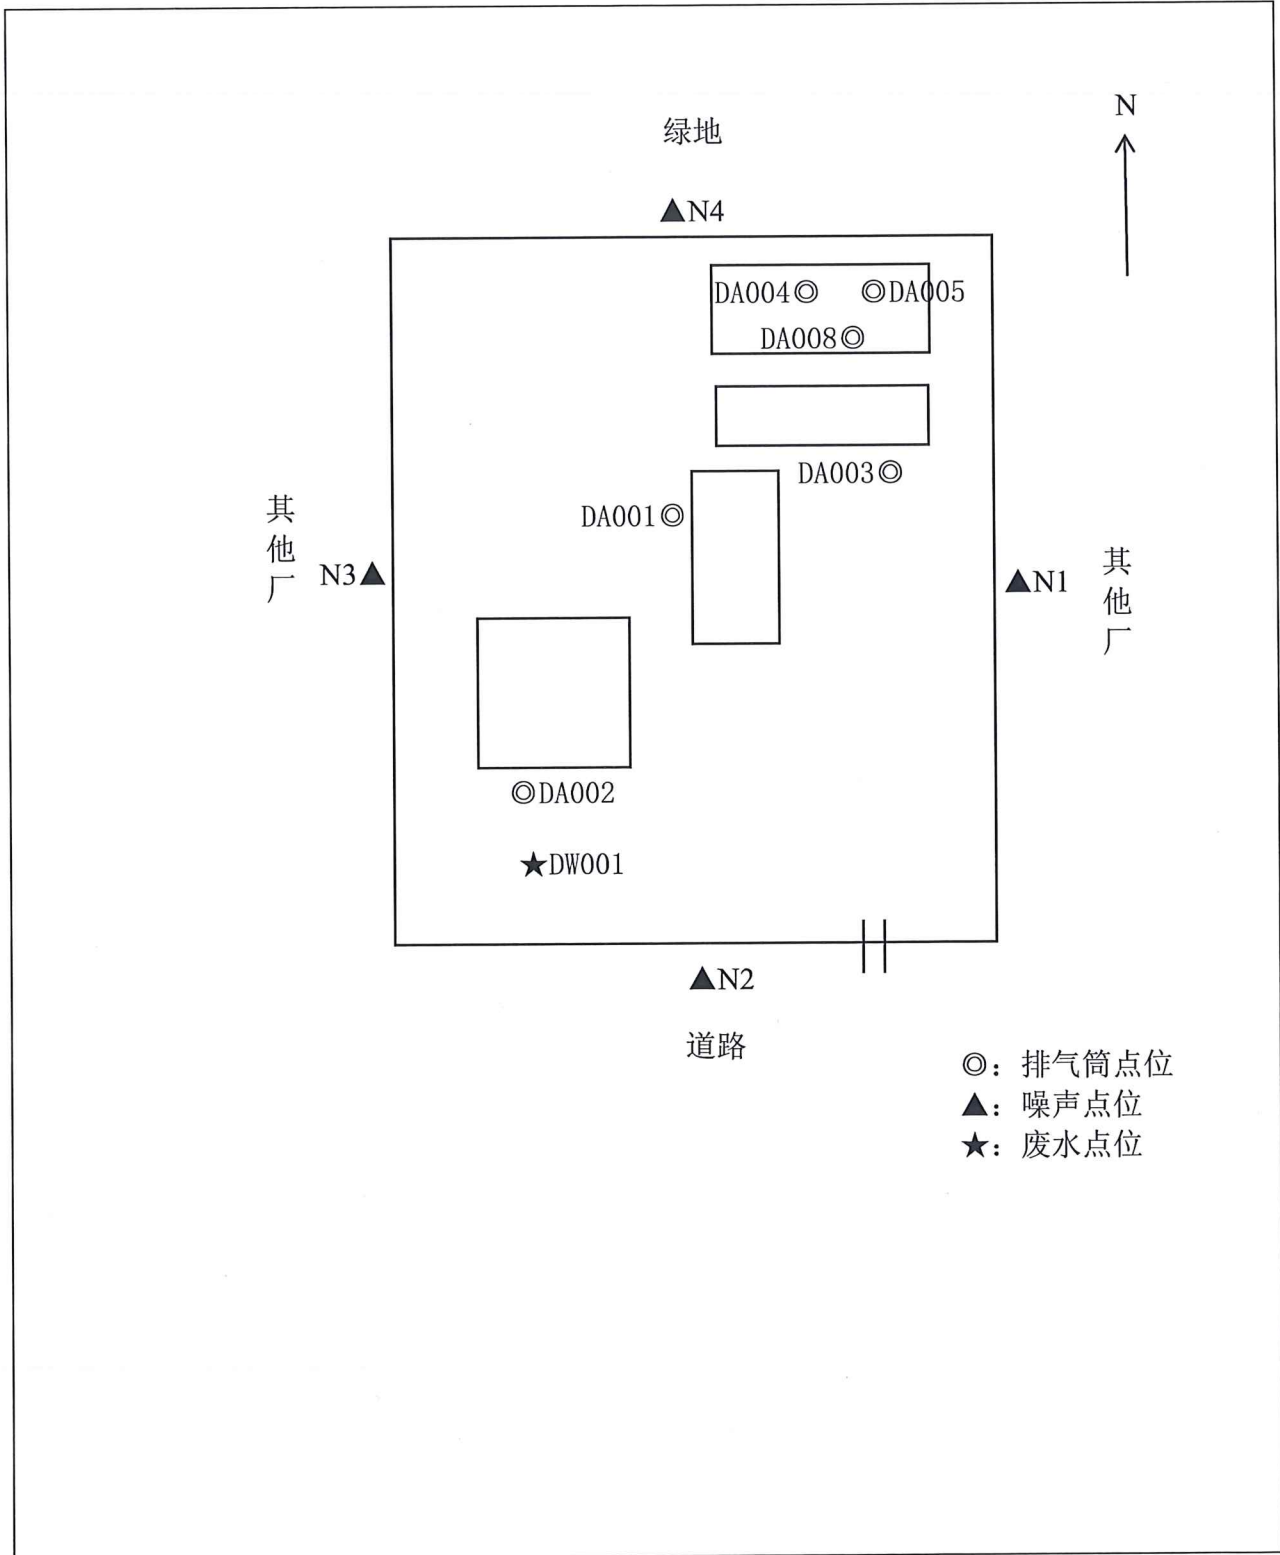 N
绿地
▲N4
DA004◎ ◎DA005
DA008◎
DA003◎
DA001◎
其他厂
N3▲
▲N1
其他厂
◎DA002
★DW001
▲N2
道路
◎：排气筒点位
▲：噪声点位
★：废水点位